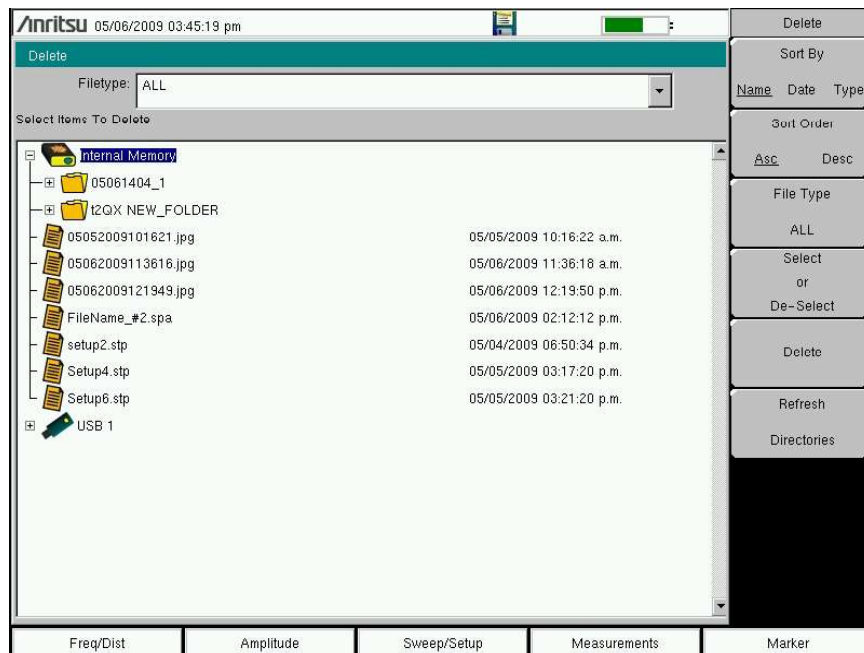 Anritsu 05/06/2009 03:45:19 pm
Delete
Filetype: ALL
Select Items To Delete
Internal Memory
05061404_1
t2QX NEW_FOLDER
05052009101621.jpg 05/05/2009 10:16:22 a.m.
05062009113616.jpg 05/06/2009 11:36:18 a.m.
05062009121949.jpg 05/06/2009 12:19:50 p.m.
FileName_#2.spa 05/06/2009 02:12:12 p.m.
setup2.stp 05/04/2009 06:50:34 p.m.
Setup4.stp 05/05/2009 03:17:20 p.m.
Setup6.stp 05/05/2009 03:21:20 p.m.
USB 1
Delete
Sort By
Name Date Type
Sort Order
Asc Desc
File Type
ALL
Select
or
De-Select
Delete
Refresh
Directories
Freq/Dist Amplitude Sweep/Setup Measurements Marker